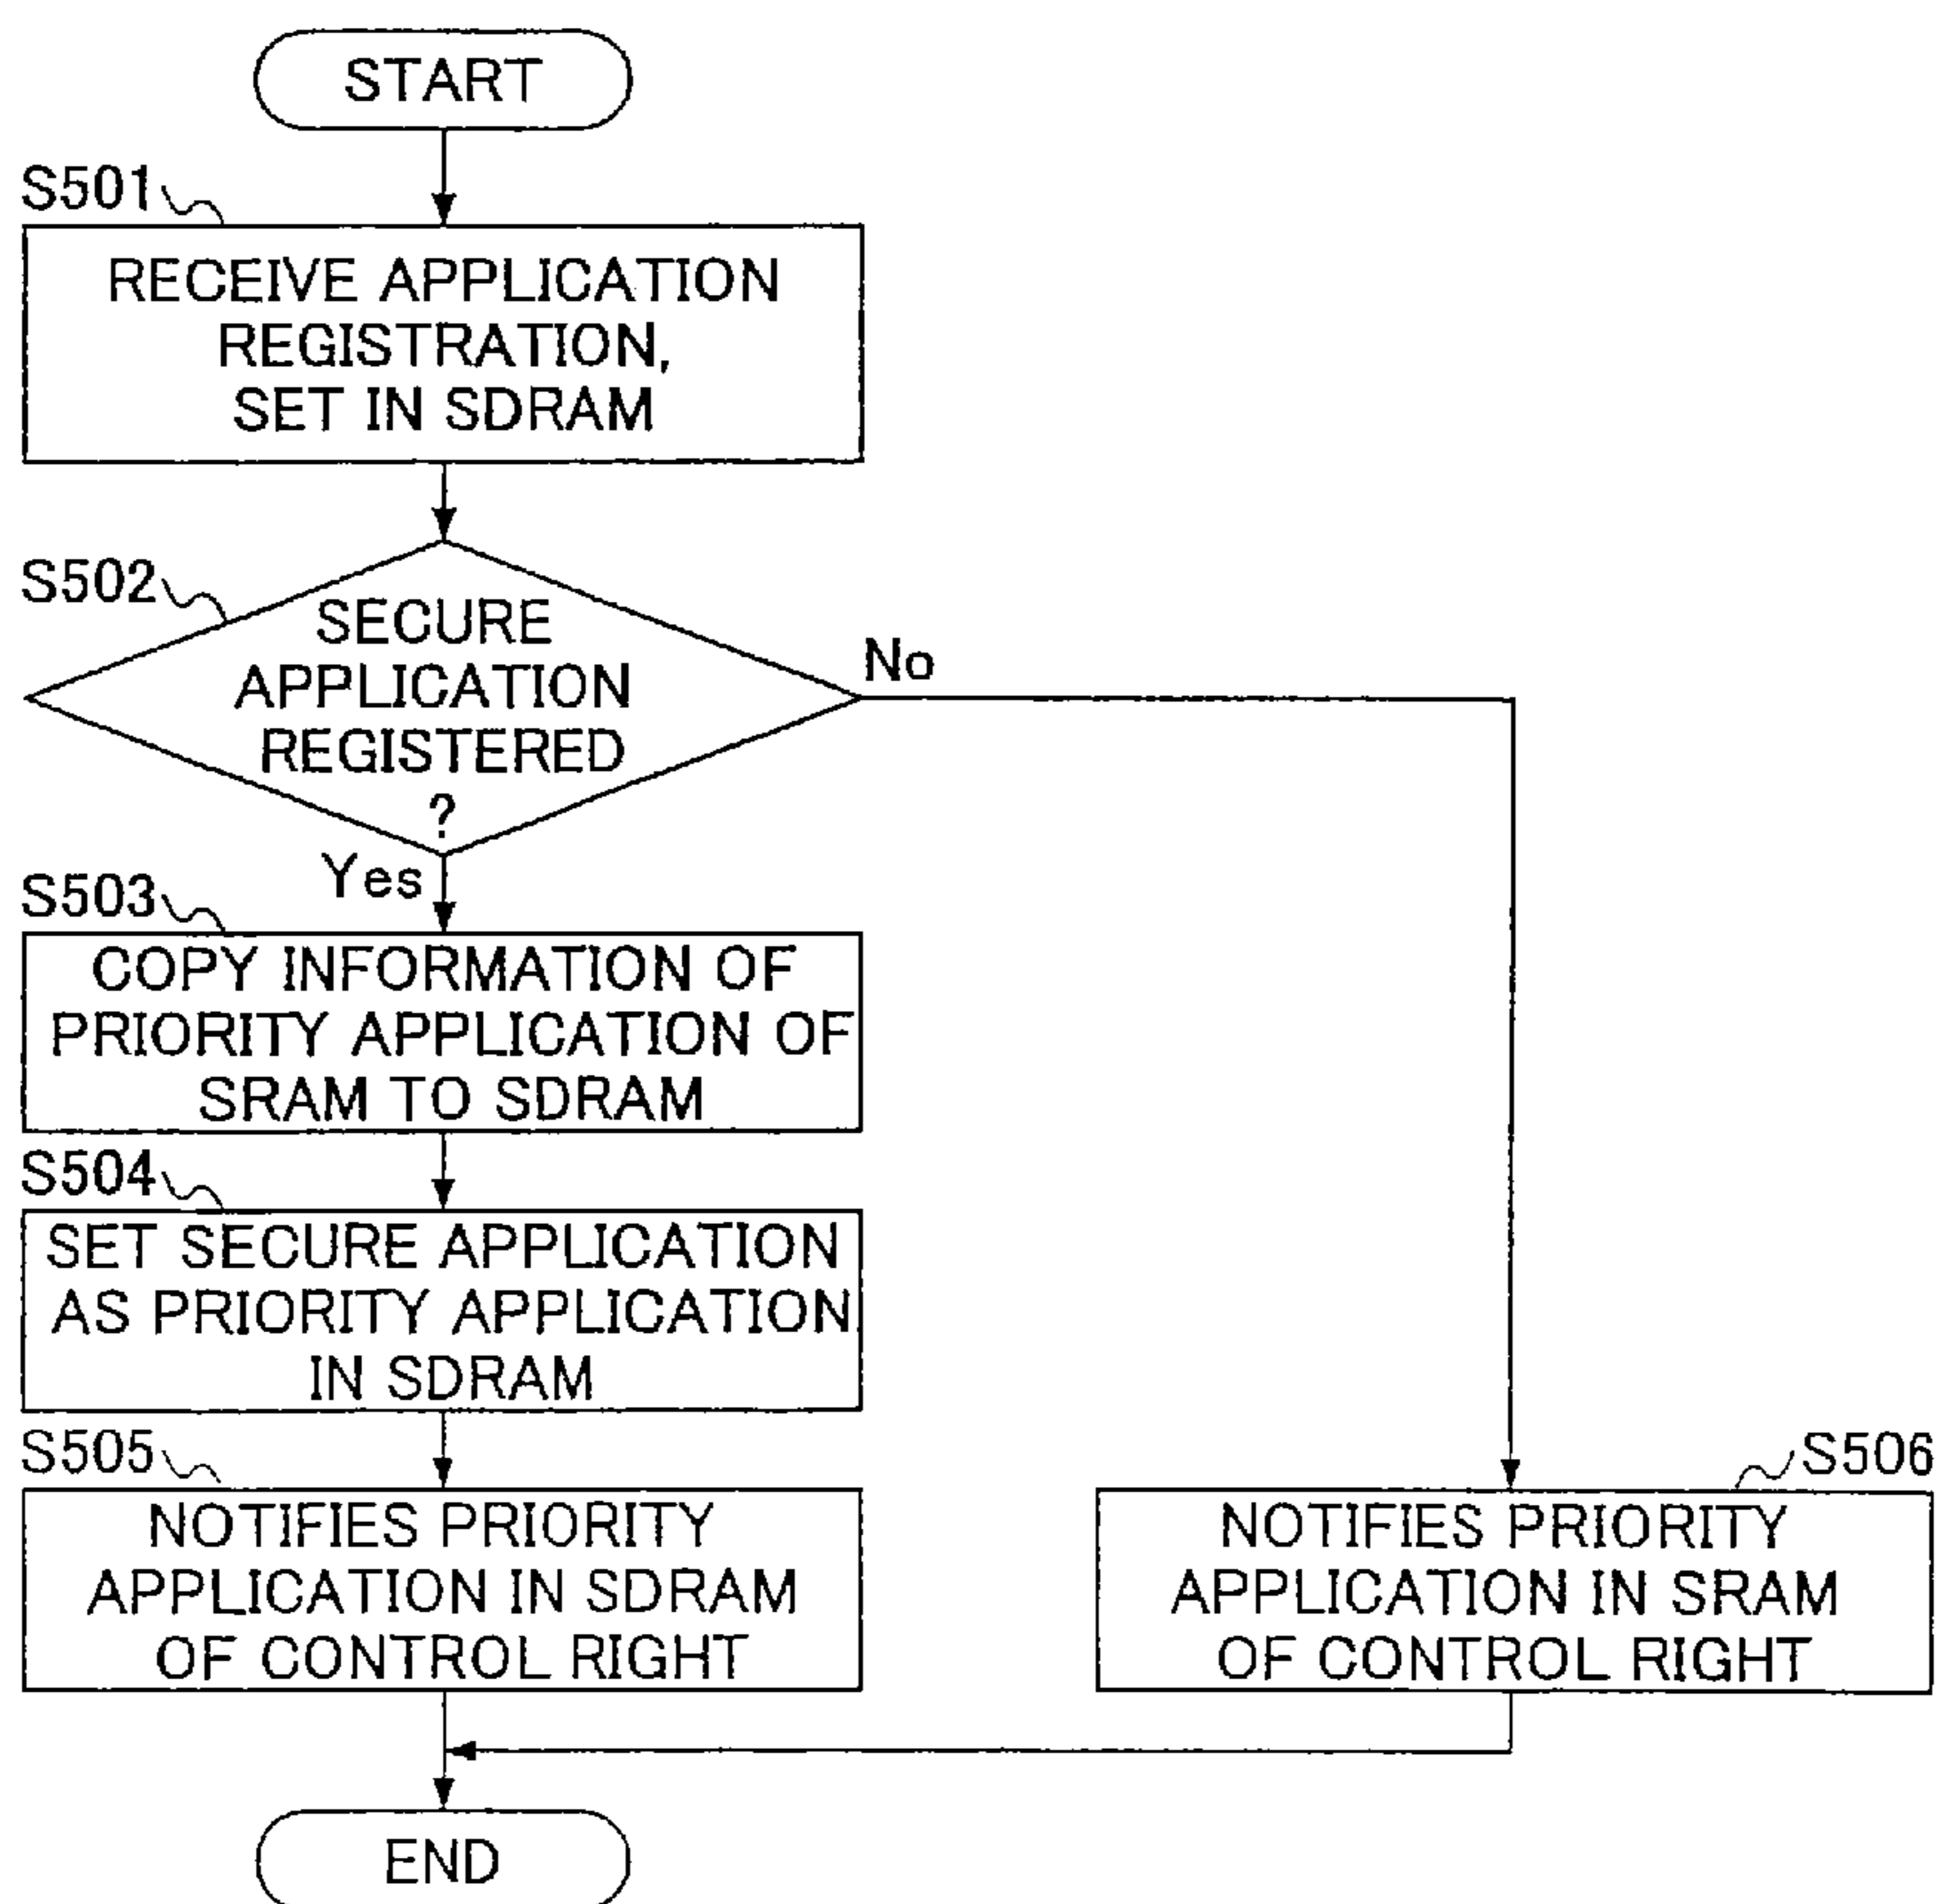 START
S501
RECEIVE APPLICATION
REGISTRATION,
SET IN SDRAM
S502
SECURE
APPLICATION
REGISTERED
?
No
Yes
S503
COPY INFORMATION OF
PRIORITY APPLICATION OF
SRAM TO SDRAM
S504
SET SECURE APPLICATION
AS PRIORITY APPLICATION
IN SDRAM
S505
NOTIFIES PRIORITY
APPLICATION IN SDRAM
OF CONTROL RIGHT
S506
NOTIFIES PRIORITY
APPLICATION IN SRAM
OF CONTROL RIGHT
END